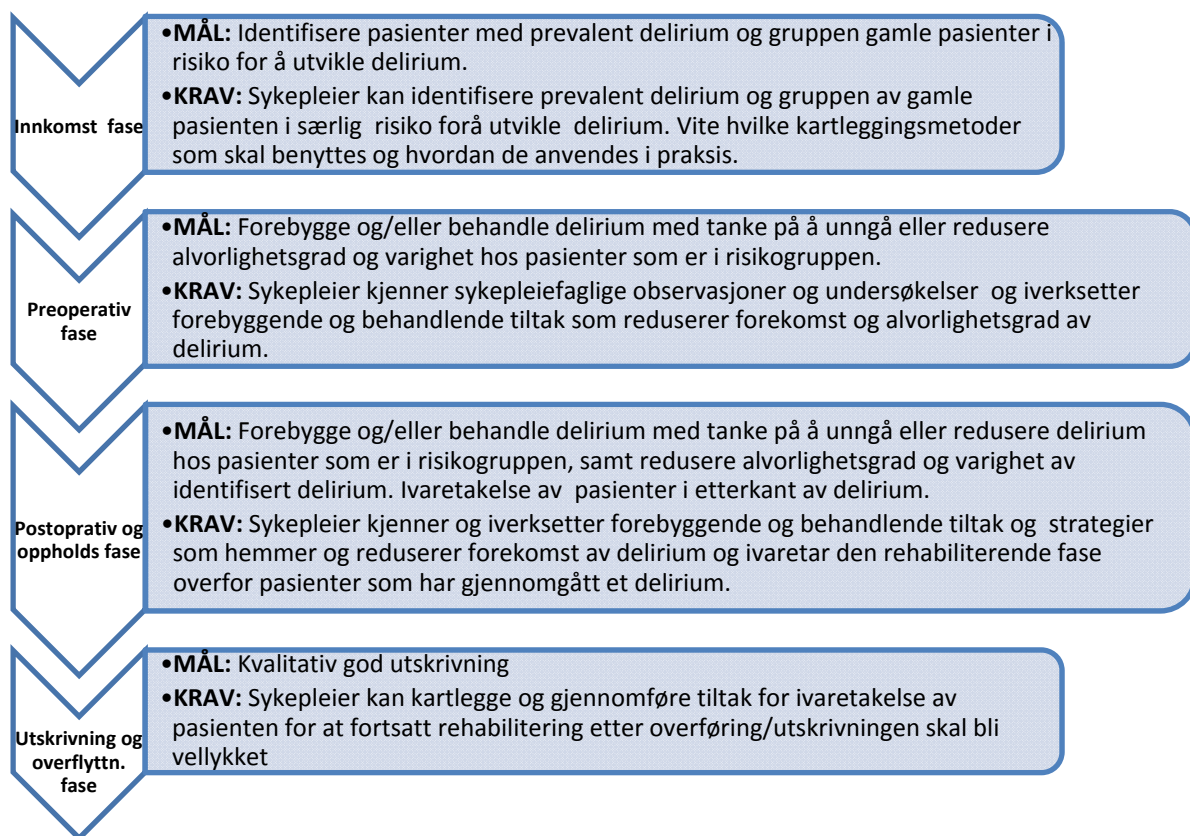 Innkomst fase
•MÅL: Identifisere pasienter med prevalent delirium og gruppen gamle pasienter i
risiko for å utvikle delirium.
•KRAV: Sykepleier kan identifisere prevalent delirium og gruppen av gamle
pasienten i særlig risiko forå utvikle delirium. Vite hvilke kartleggingsmetoder
som skal benyttes og hvordan de anvendes i praksis.
Preoperativ
fase
•MÅL: Forebygge og/eller behandle delirium med tanke på å unngå eller redusere
alvorlighetsgrad og varighet hos pasienter som er i risikogruppen.
•KRAV: Sykepleier kjenner sykepleiefaglige observasjoner og undersøkelser og iverksetter
forebyggende og behandlende tiltak som reduserer forekomst og alvorlighetsgrad av
delirium.
Postoprativ og
oppholds fase
•MÅL: Forebygge og/eller behandle delirium med tanke på å unngå eller redusere delirium
hos pasienter som er i risikogruppen, samt redusere alvorlighetsgrad og varighet av
identifisert delirium. Ivaretakelse av pasienter i etterkant av delirium.
•KRAV: Sykepleier kjenner og iverksetter forebyggende og behandlende tiltak og strategier
som hemmer og reduserer forekomst av delirium og ivaretar den rehabiliterende fase
overfor pasienter som har gjennomgått et delirium.
Utskrivning og
overflyttn.
fase
•MÅL: Kvalitativ god utskrivning
•KRAV: Sykepleier kan kartlegge og gjennomføre tiltak for ivaretakelse av
pasienten for at fortsatt rehabilitering etter overføring/utskrivningen skal bli
vellykket